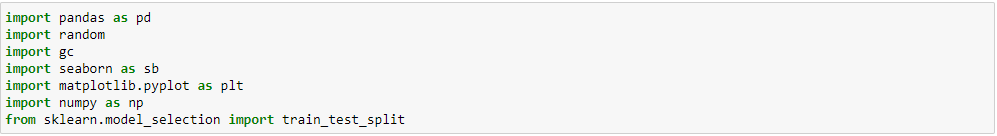 import pandas as pd
import random
import gc
import seaborn as sb
import matplotlib.pyplot as plt
import numpy as np
from sklearn.model_selection import train_test_split